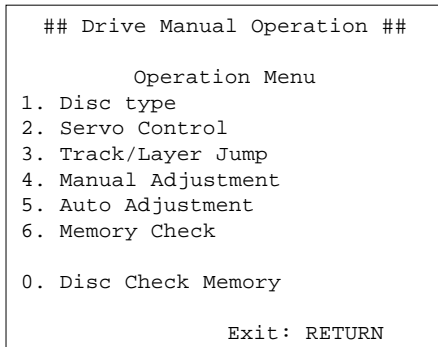 ## Drive Manual Operation ##
Operation Menu
1. Disc type
2. Servo Control
3. Track/Layer Jump
4. Manual Adjustment
5. Auto Adjustment
6. Memory Check
0. Disc Check Memory
Exit: RETURN